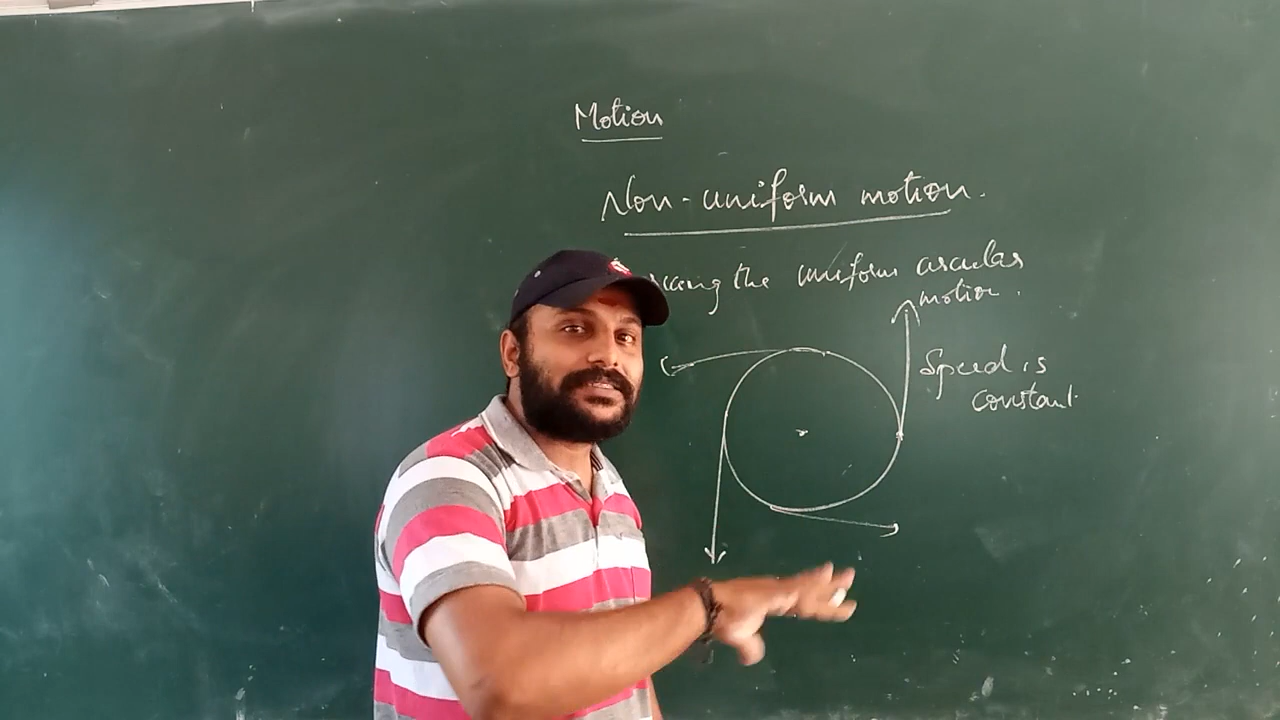 Motion
Non-uniform motion.
the uniform circular
motion.
Speed is
constant.